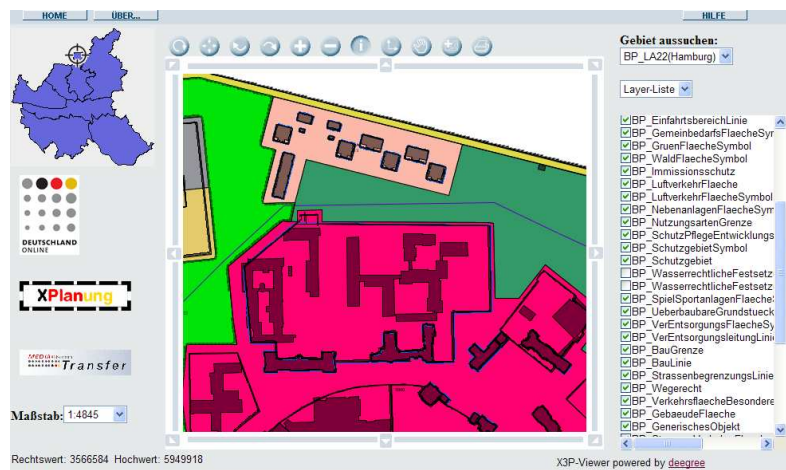 HOME ÜBER... HILFE
Gebiet aussuchen:
BP_LA22(Hamburg)
Layer-Liste
BP_EinfahrtsbereichLinie
BP_GemeinbedarfsFlaecheSyr
BP_GruenFlaecheSymbol
BP_WaldFlaecheSymbol
BP_Immissionsschutz
BP_LuftverkehrFlaeche
BP_LuftverkehrFlaecheSymbol
BP_NebenanlagenFlaecheSym
BP_NutzungsartenGrenze
BP_SchutzPflegeEntwicklungs
BP_SchutzgebietSymbol
BP_Schutzgebiet
BP_WasserrechtlicheFestsetz
BP_WasserrechtlicheFestsetz
BP_SpielSportanlagenFlaeche
BP_UeberbaubareGrundstueck
BP_VerEntsorgungsFlaecheSy
BP_VerEntsorgungsleitungLini
BP_BauGrenze
BP_BauLinie
BP_StrassenbegrenzungsLinie
BP_Wegerecht
BP_VerkehrsflaecheBesondere
BP_GebaeudeFlaeche
BP_GenerischesObjekt
DEUTSCHLAND
ONLINE
XPlanung
Transfer
Maßstab: 1:4845
Rechtswert: 3566584 Hochwert: 5949918
X3P-Viewer powered by deegree